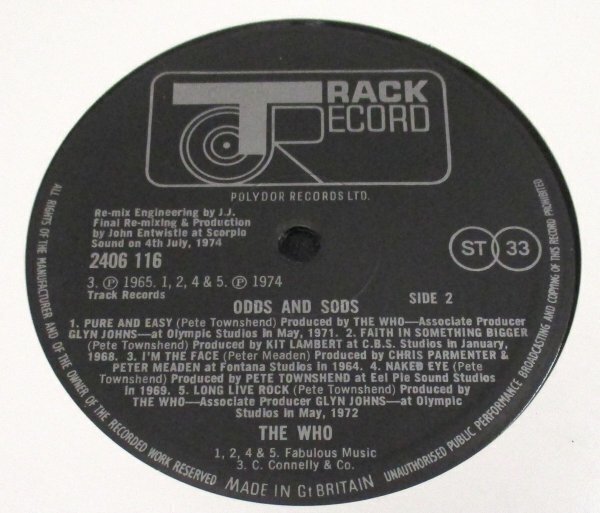 TRACK
RECORD
POLYDOR RECORDS LTD.
Re-mix Engineering by J.J.
Final Re-mixing & Production
by John Entwistle at Scorpio
Sound on 4th July, 1974
2406 116
3. Ⓟ 1965. 1, 2, 4 & 5. Ⓟ 1974
Track Records
ST 33
ODDS AND SODS
SIDE 2
1. PURE AND EASY (Pete Townshend) Produced by THE WHO—Associate Producer
GLYN JOHNS—at Olympic Studios in May, 1971. 2. FAITH IN SOMETHING BIGGER
(Pete Townshend) Produced by KIT LAMBERT at C.B.S. Studios in January,
1968. 3. I'M THE FACE (Peter Meaden) Produced by CHRIS PARMENTER &
PETER MEADEN at Fontana Studios in 1964. 4. NAKED EYE (Pete
Townshend) Produced by PETE TOWNSHEND at Eel Pie Sound Studios
in 1969. 5. LONG LIVE ROCK (Pete Townshend) Produced by
THE WHO—Associate Producer GLYN JOHNS—at Olympic
Studios in May, 1972
THE WHO
1, 2, 4 & 5. Fabulous Music
3. C. Connelly & Co.
ALL RIGHTS OF THE MANUFACTURER AND OF THE OWNER OF THE RECORDED WORK RESERVED
MADE IN Gt BRITAIN
UNAUTHORISED PUBLIC PERFORMANCE BROADCASTING AND COPYING OF THIS RECORD PROHIBITED